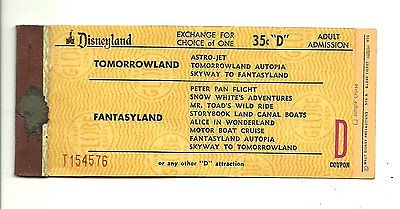 Disneyland
EXCHANGE FOR
CHOICE of ONE
35c "D"
ADULT
ADMISSION
TOMORROWLAND
ASTRO-JET
TOMORROWLAND AUTOPIA
SKYWAY TO FANTASYLAND
FANTASYLAND
PETER PAN FLIGHT
SNOW WHITE'S ADVENTURES
MR. TOAD'S WILD RIDE
STORYBOOK LAND CANAL BOATS
ALICE IN WONDERLAND
MOTOR BOAT CRUISE
FANTASYLAND AUTOPIA
SKYWAY TO TOMORROWLAND
or any other "D" attraction
T154576
D
COUPON